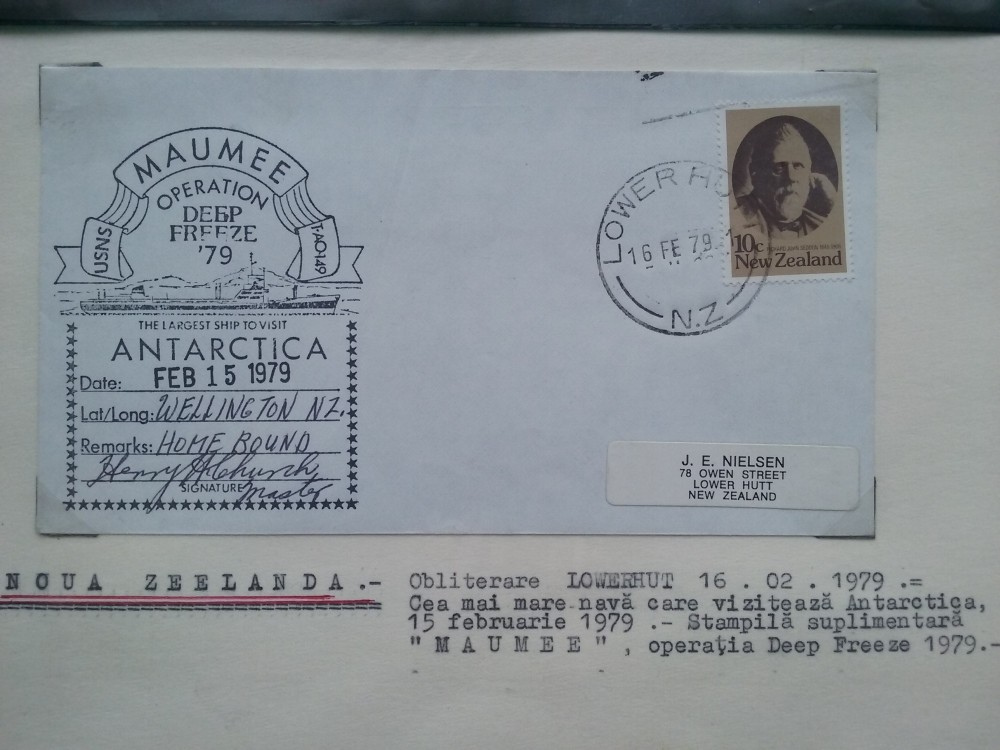 MAUMEE
OPERATION
DEEP
FREEZE
'79
USNS
T-AO149
THE LARGEST SHIP TO VISIT
ANTARCTICA
Date: FEB 15 1979
Lat/Long: WELLINGTON NZ.
Remarks: HOME BOUND
Henry Church
SIGNATURE Master
LOWER HU
16 FE 79
N.Z
10c
New Zealand
J. E. NIELSEN
78 OWEN STREET
LOWER HUTT
NEW ZEALAND
NOUA ZEELANDA.-
Obliterare LOWERHUT 16 . 02 . 1979 .=
Cea mai mare navă care vizitează Antarctica,
15 februarie 1979 .- Stampilă suplimentară
" M A U M E E " , operaţia Deep Freeze 1979.-